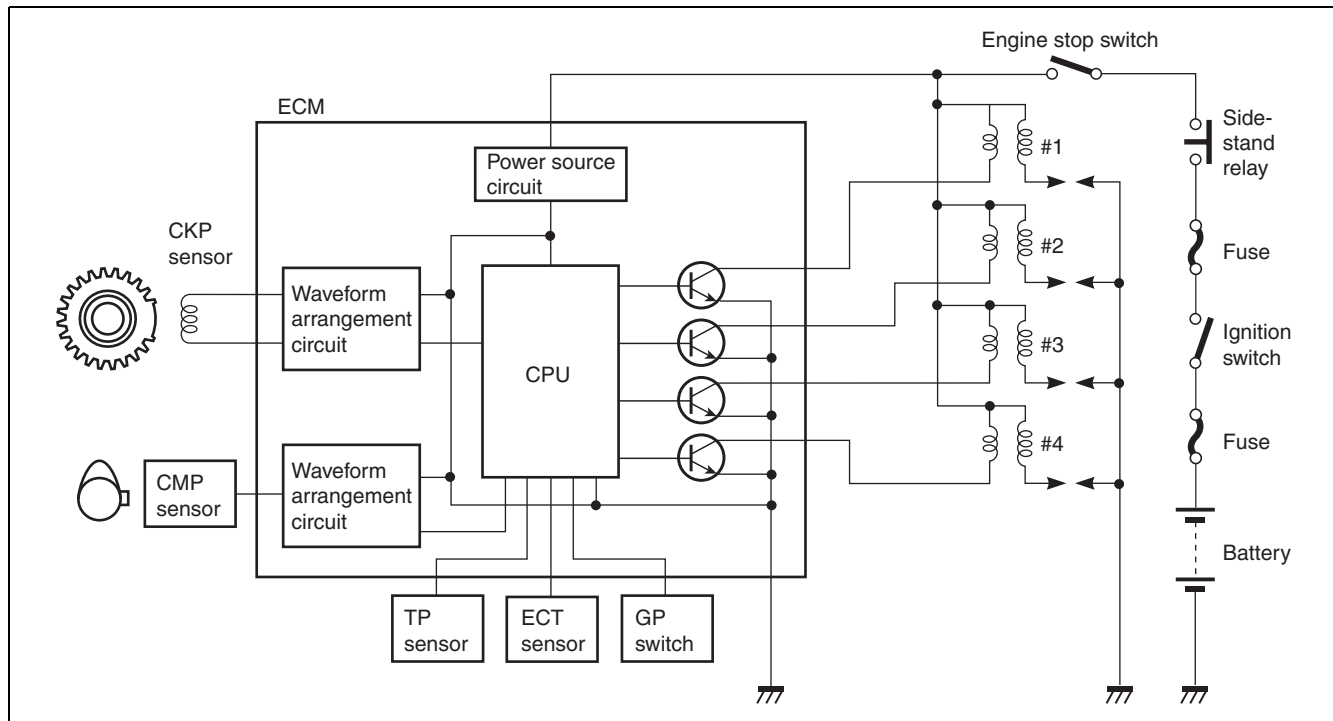 Engine stop switch
ECM
Side-
stand
relay
Power source
circuit
#1
CKP
sensor
#2
Fuse
Waveform
arrangement
circuit
CPU
#3
Ignition
switch
#4
Fuse
CMP
sensor
Waveform
arrangement
circuit
Battery
TP
sensor
ECT
sensor
GP
switch